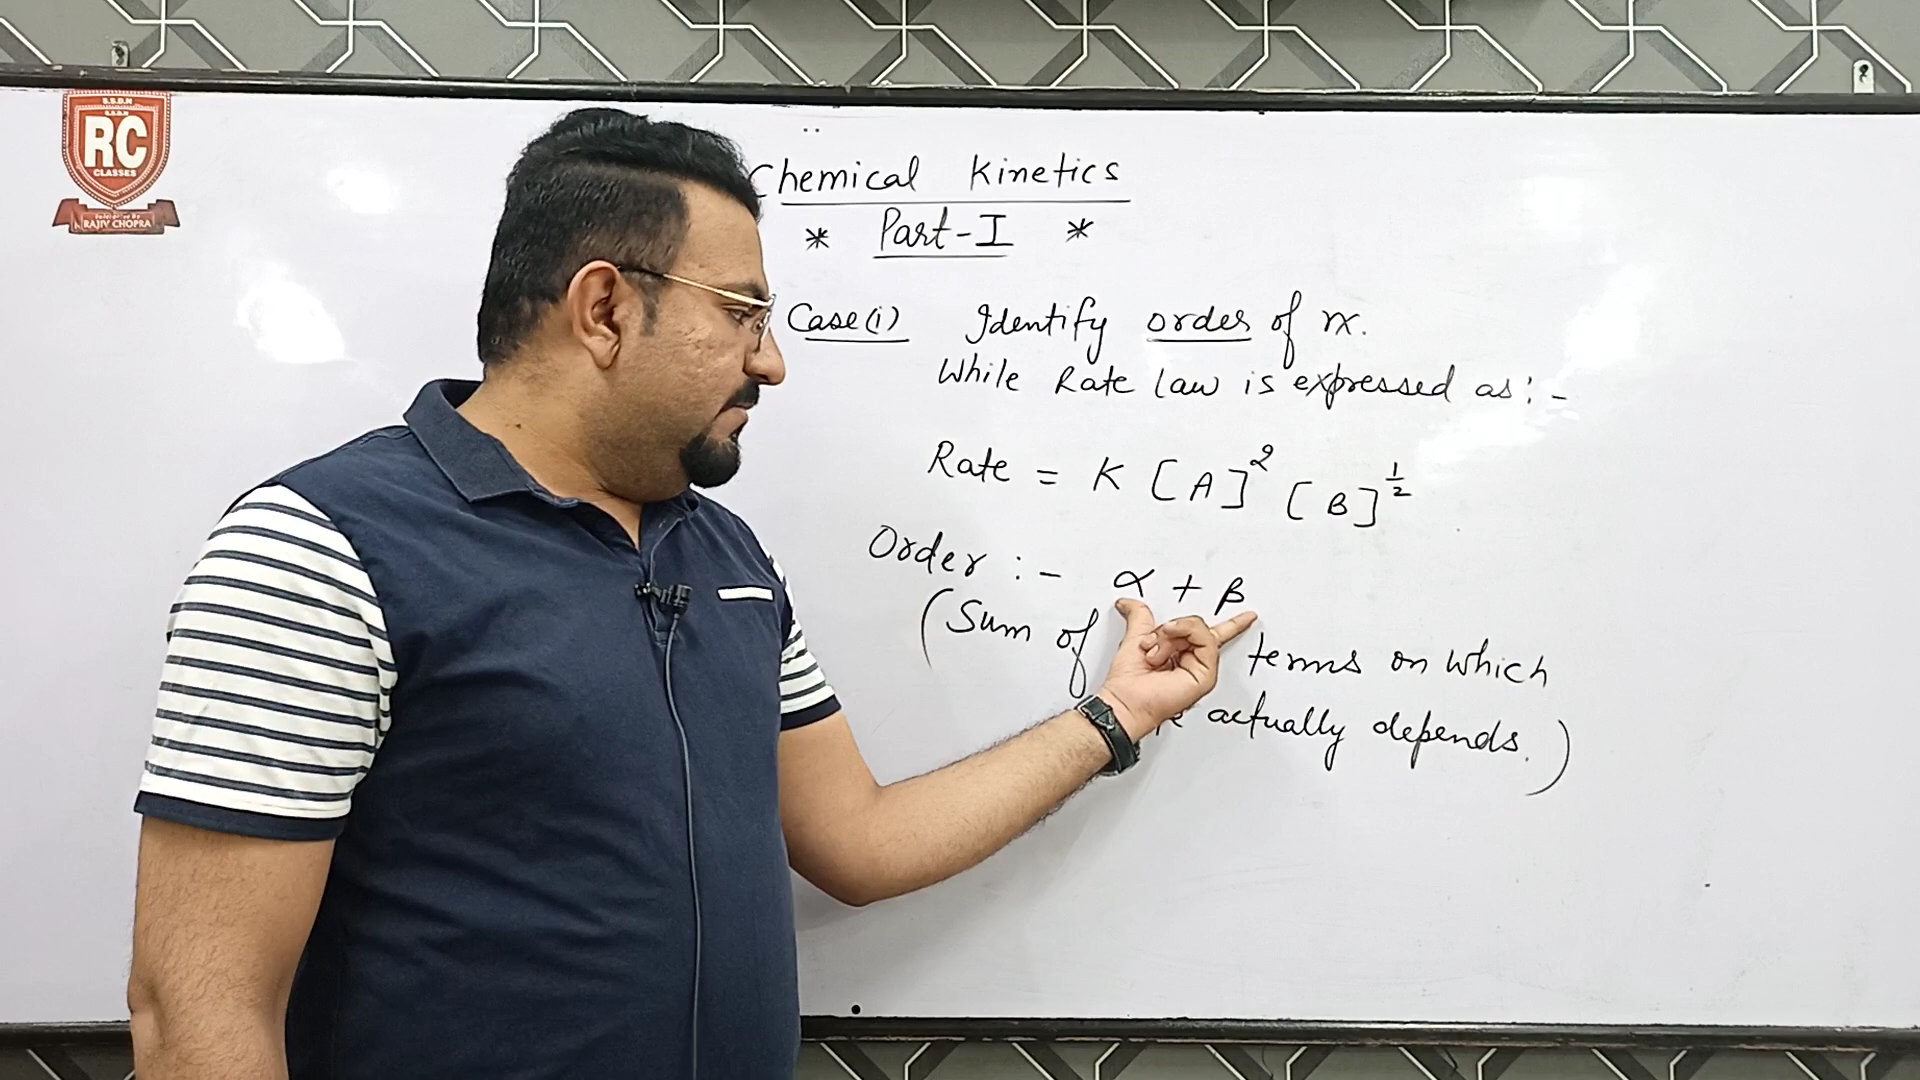 S.S.D.N
RC
CLASSES
RAJIV CHOPRA
Chemical Kinetics
* Part-I *
Case(i) Identify order of rx.
While Rate law is expressed as:-
Rate = K [A]² [B]^½
Order :- α + β
(Sum of terms on which
actually depends.)